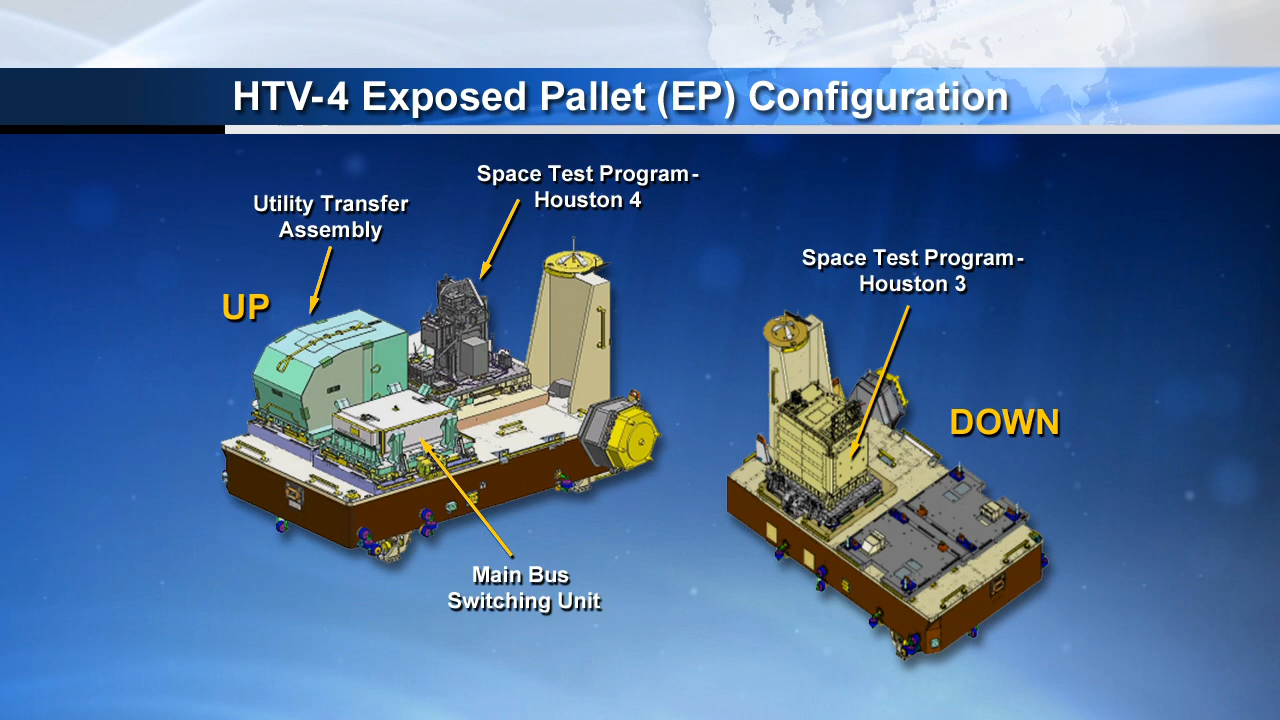 HTV-4 Exposed Pallet (EP) Configuration
Space Test Program-
Houston 4
Utility Transfer
Assembly
UP
Main Bus
Switching Unit
Space Test Program-
Houston 3
DOWN